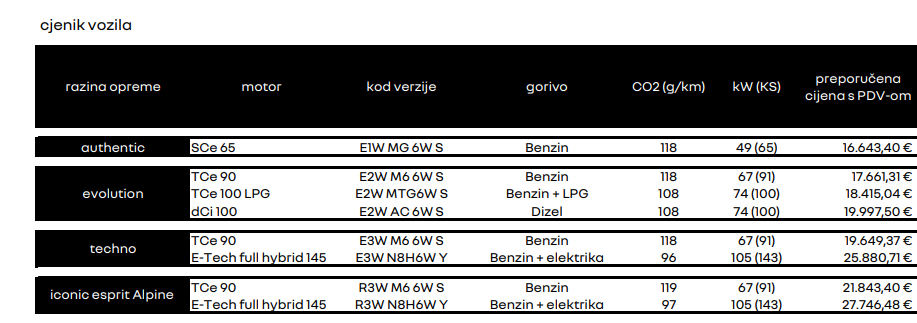 cjenik vozila
razina opreme motor kod verzije gorivo CO2 (g/km) kW (KS) preporučena cijena s PDV-om
authentic SCe 65 E1W MG 6W S Benzin 118 49 (65) 16.643,40 €
evolution TCe 90 E2W M6 6W S Benzin 118 67 (91) 17.661,31 €
TCe 100 LPG E2W MTG6W S Benzin + LPG 108 74 (100) 18.415,04 €
dCi 100 E2W AC 6W S Dizel 108 74 (100) 19.997,50 €
techno TCe 90 E3W M6 6W S Benzin 118 67 (91) 19.649,37 €
E-Tech full hybrid 145 E3W N8H6W Y Benzin + elektrika 96 105 (143) 25.880,71 €
iconic esprit Alpine TCe 90 R3W M6 6W S Benzin 119 67 (91) 21.843,40 €
E-Tech full hybrid 145 R3W N8H6W Y Benzin + elektrika 97 105 (143) 27.746,48 €